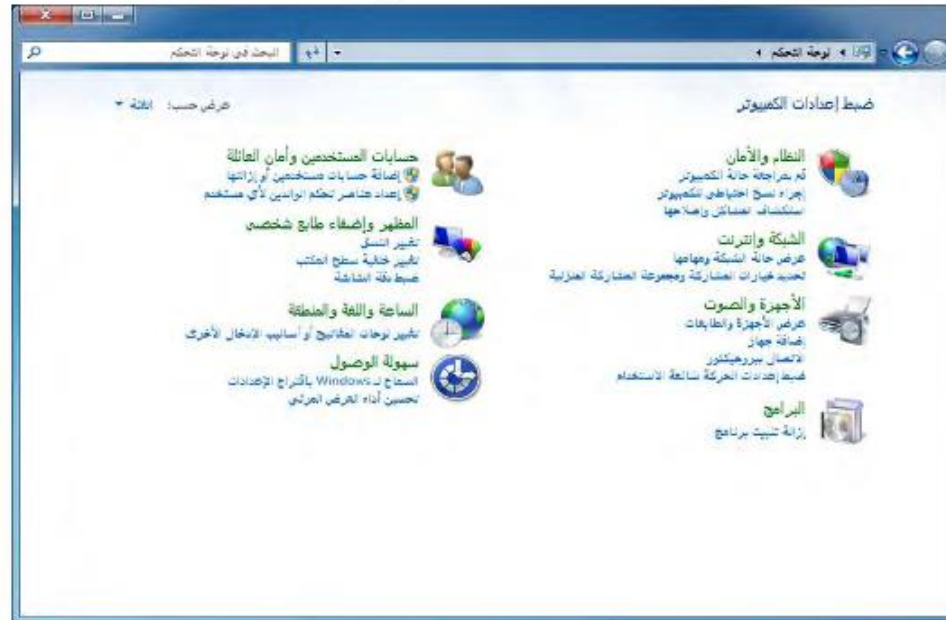 لوحة التحكم
البحث في لوحة التحكم
ضبط إعدادات الكمبيوتر
عرض حسب: الفئة
النظام والأمان
قم بمراجعة حالة الكمبيوتر
إجراء نسخ احتياطي للكمبيوتر
استكشاف المشاكل وإصلاحها
الشبكة وإنترنت
عرض حالة الشبكة ومهامها
تحديد خيارات المشاركة ومجموعة المشاركة المنزلية
الأجهزة والصوت
عرض الأجهزة والطابعات
إضافة جهاز
الاتصال ببروجيكتور
ضبط إعدادات الحركة شائعة الاستخدام
البرامج
إزالة تثبيت برنامج
حسابات المستخدمين وأمان العائلة
إضافة حسابات مستخدمين أو إزالتها
إعداد عناصر تحكم الوالدين لأي مستخدم
المظهر وإضفاء طابع شخصي
تغيير النسق
تغيير خلفية سطح المكتب
ضبط دقة الشاشة
الساعة واللغة والمنطقة
تغيير لوحات المفاتيح أو أساليب الإدخال الأخرى
سهولة الوصول
السماح لـ Windows باقتراح الإعدادات
تحسين أداء العرض المرئي